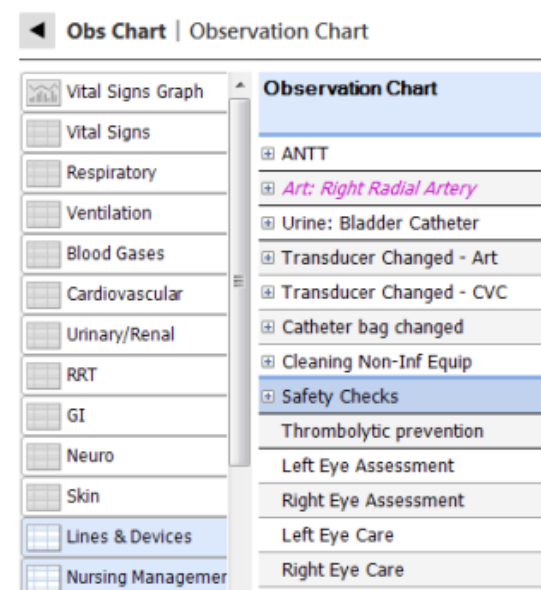 Obs Chart | Observation Chart
Vital Signs Graph
Vital Signs
Respiratory
Ventilation
Blood Gases
Cardiovascular
Urinary/Renal
RRT
GI
Neuro
Skin
Lines & Devices
Nursing Managemer
Observation Chart
ANTT
Art: Right Radial Artery
Urine: Bladder Catheter
Transducer Changed - Art
Transducer Changed - CVC
Catheter bag changed
Cleaning Non-Inf Equip
Safety Checks
Thrombolytic prevention
Left Eye Assessment
Right Eye Assessment
Left Eye Care
Right Eye Care